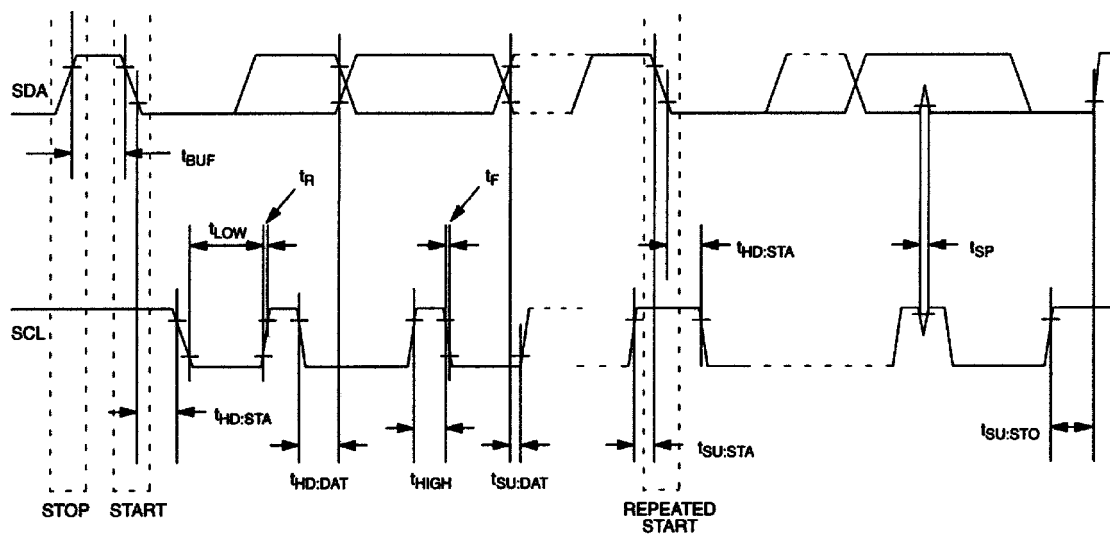 SDA
tBUF
tR
tF
tLOW
tHD:STA
tSP
SCL
tHD:STA
tHD:DAT
tHIGH
tSU:DAT
tSU:STA
tSU:STO
STOP
START
REPEATED
START